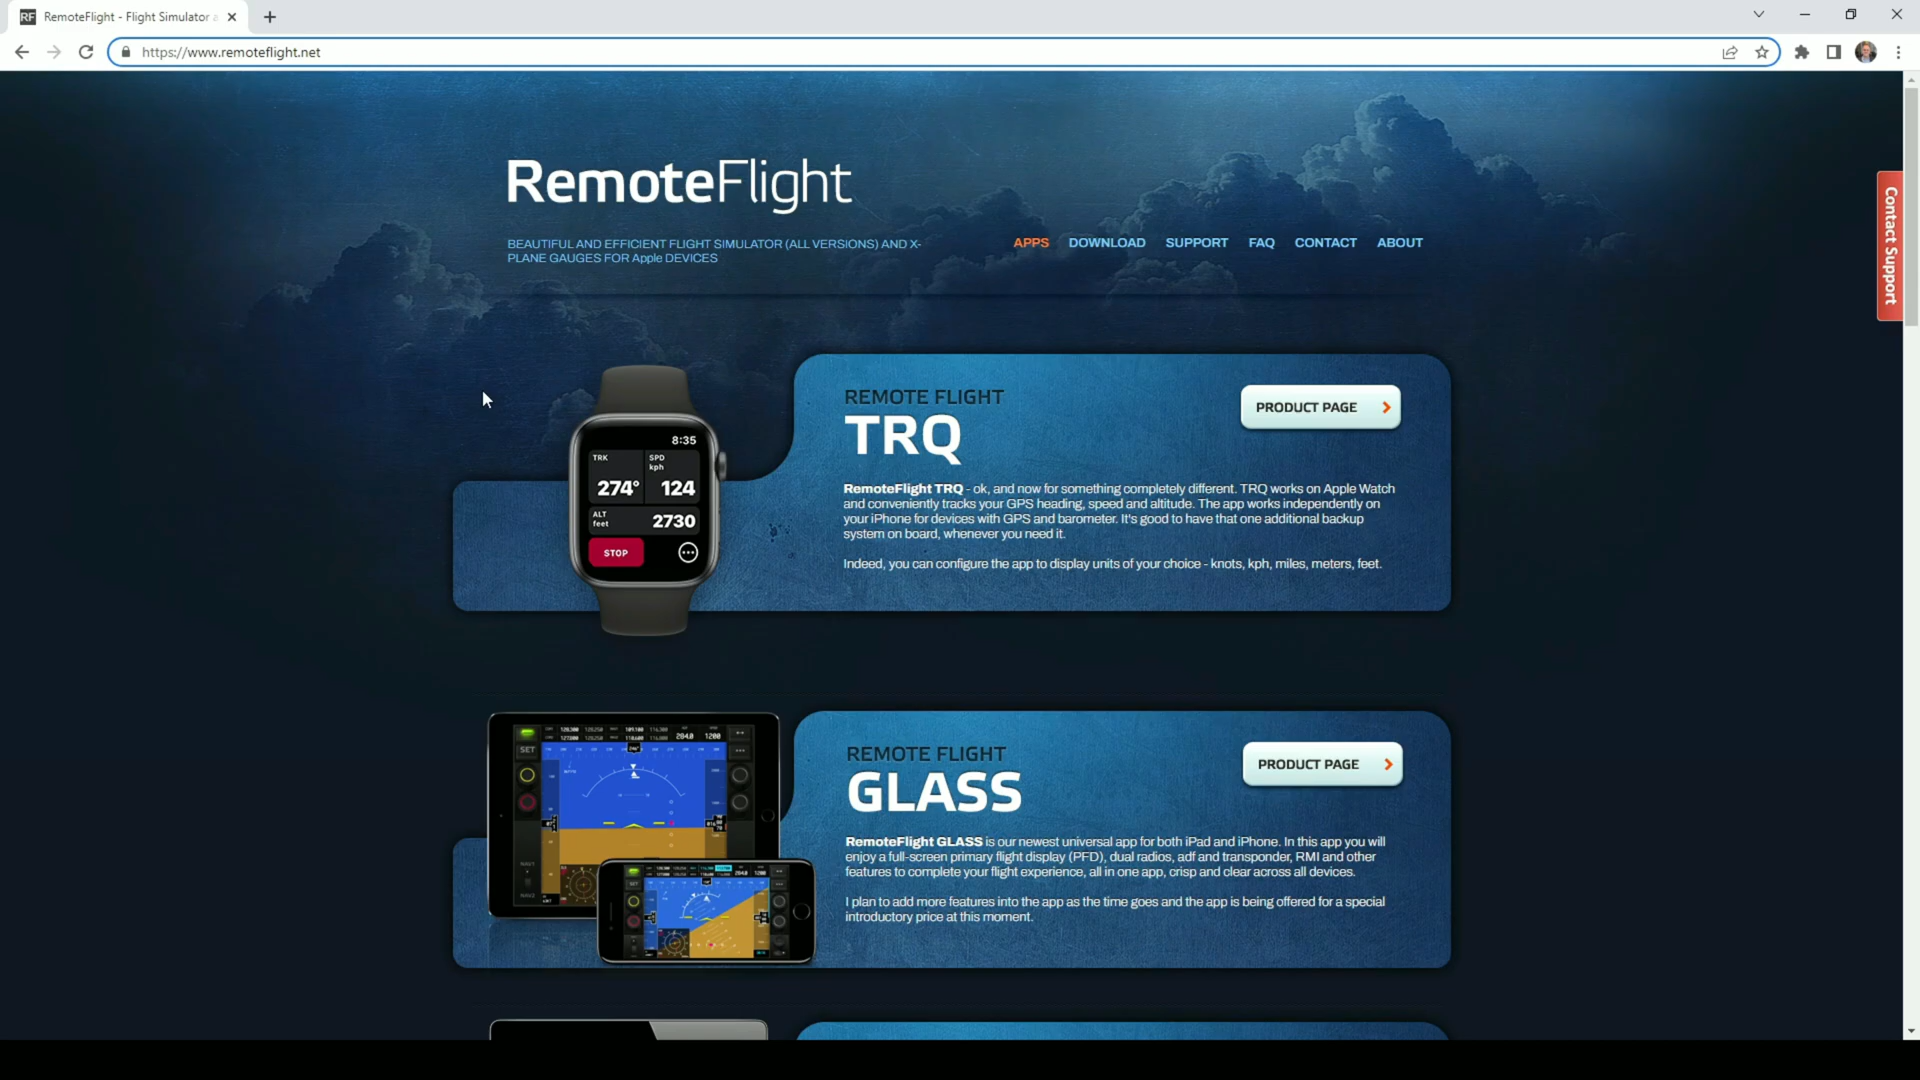 RF RemoteFlight - Flight Simulator a
https://www.remoteflight.net
RemoteFlight
BEAUTIFUL AND EFFICIENT FLIGHT SIMULATOR (ALL VERSIONS) AND X-
PLANE GAUGES FOR Apple DEVICES
APPS DOWNLOAD SUPPORT FAQ CONTACT ABOUT
Contact Support
8:35
TRK
SPD
kph
274° 124
ALT
feet
2730
STOP
REMOTE FLIGHT
TRQ
PRODUCT PAGE
RemoteFlight TRQ - ok, and now for something completely different. TRQ works on Apple Watch
and conveniently tracks your GPS heading, speed and altitude. The app works independently on
your iPhone for devices with GPS and barometer. It's good to have that one additional backup
system on board, whenever you need it.
Indeed, you can configure the app to display units of your choice - knots, kph, miles, meters, feet.
SET
284.0 1200
REMOTE FLIGHT
GLASS
PRODUCT PAGE
RemoteFlight GLASS is our newest universal app for both iPad and iPhone. In this app you will
enjoy a full-screen primary flight display (PFD), dual radios, adf and transponder, RMI and other
features to complete your flight experience, all in one app, crisp and clear across all devices.
I plan to add more features into the app as the time goes and the app is being offered for a special
introductory price at this moment.